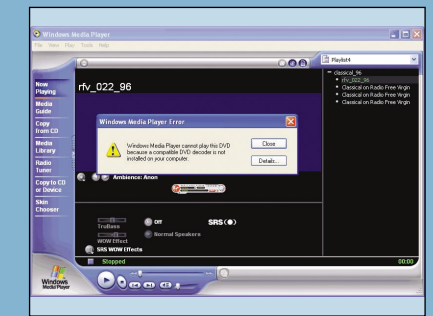 Windows Media Player
File View Play Tools Help
Playlist4
classical_96
rfv_022_96
Classical on Radio Free Virgin
Classical on Radio Free Virgin
Classical on Radio Free Virgin
Now Playing
Media Guide
Copy from CD
Media Library
Radio Tuner
Copy to CD or Device
Skin Chooser
rfv_022_96
Windows Media Player Error
Windows Media Player cannot play this DVD
because a compatible DVD decoder is not
installed on your computer.
Close
Details...
Ambience: Anon
TruBass
WOW Effect
Off
Normal Speakers
SRS
SRS WOW Effects
Stopped
00:00
Windows
Media Player